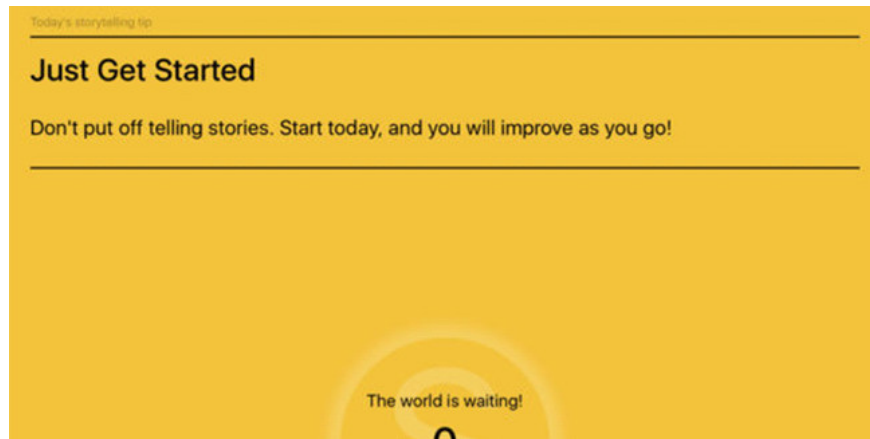 Today's storytelling tip
Just Get Started
Don't put off telling stories. Start today, and you will improve as you go!
The world is waiting!